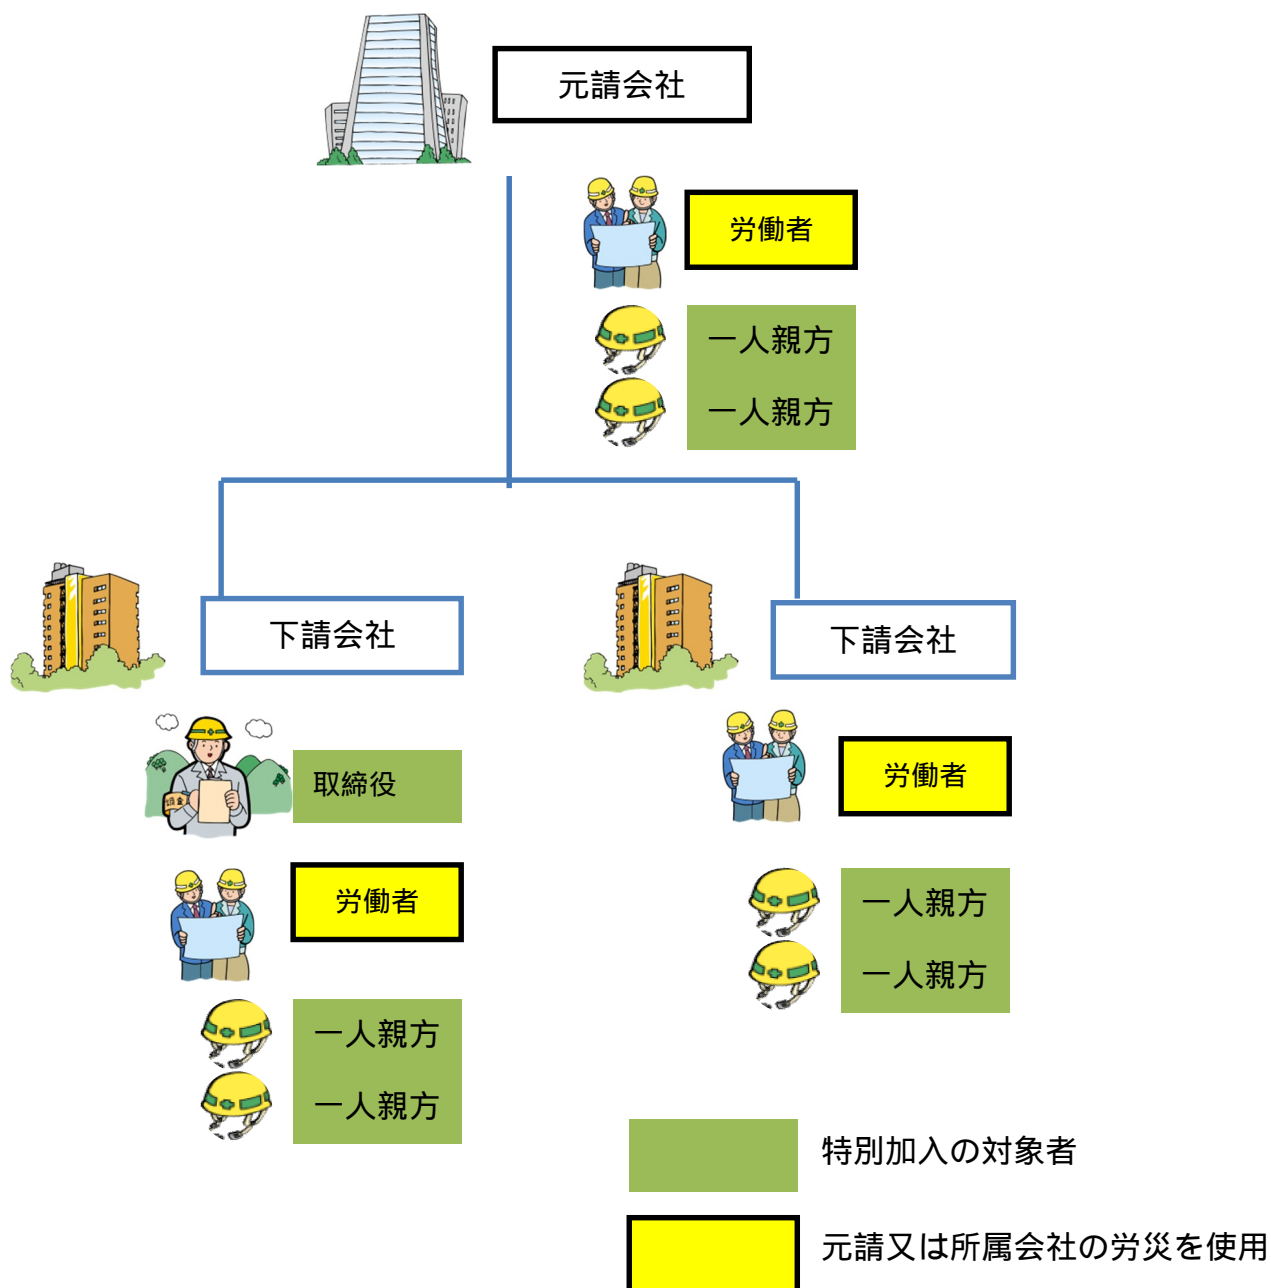 元請会社
労働者
一人親方
一人親方
下請会社
取締役
労働者
一人親方
一人親方
下請会社
労働者
一人親方
一人親方
特別加入の対象者
元請又は所属会社の労災を使用